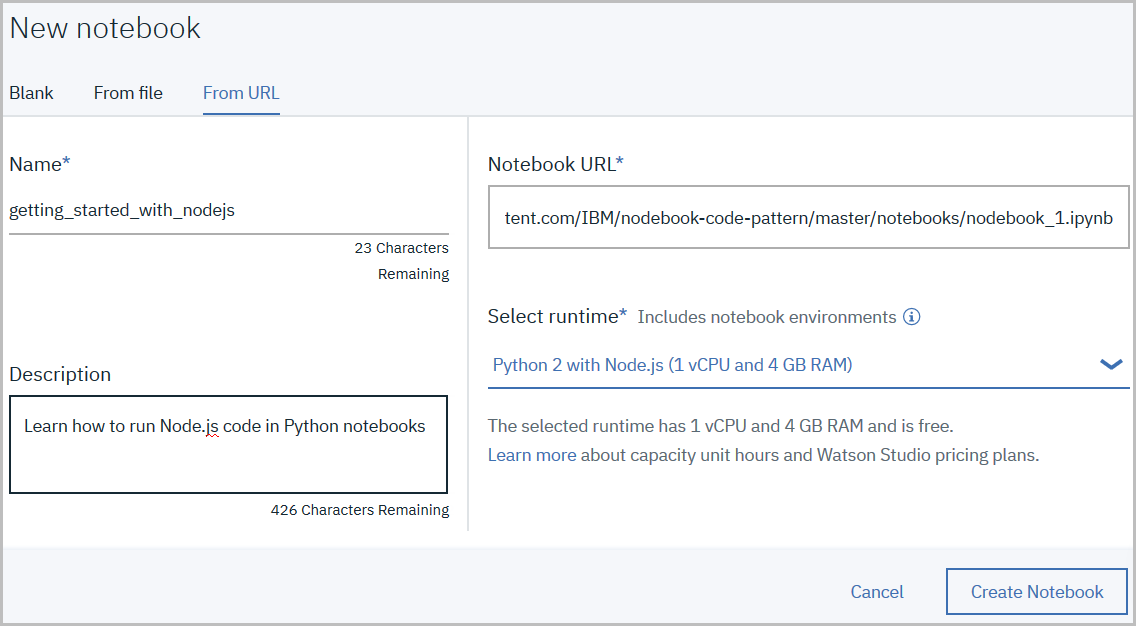 New notebook
Blank From file From URL
Name*
getting_started_with_nodejs
23 Characters
Remaining
Description
Learn how to run Node.js code in Python notebooks
426 Characters Remaining
Notebook URL*
tent.com/IBM/nodebook-code-pattern/master/notebooks/nodebook_1.ipynb
Select runtime* Includes notebook environments
Python 2 with Node.js (1 vCPU and 4 GB RAM)
The selected runtime has 1 vCPU and 4 GB RAM and is free.
Learn more about capacity unit hours and Watson Studio pricing plans.
Cancel Create Notebook